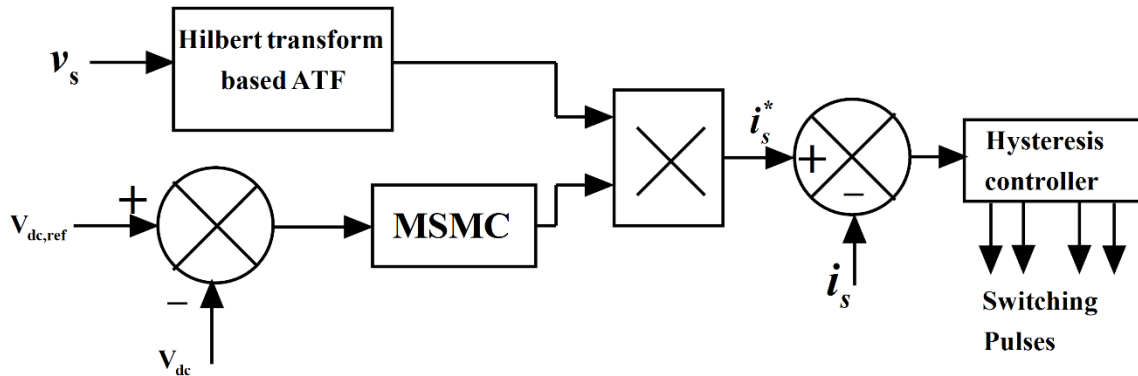 Hilbert transform
based ATF
v_s
i_s^*
+
−
Hysteresis
controller
+
V_dc,ref
MSMC
−
i_s
Switching
Pulses
V_dc